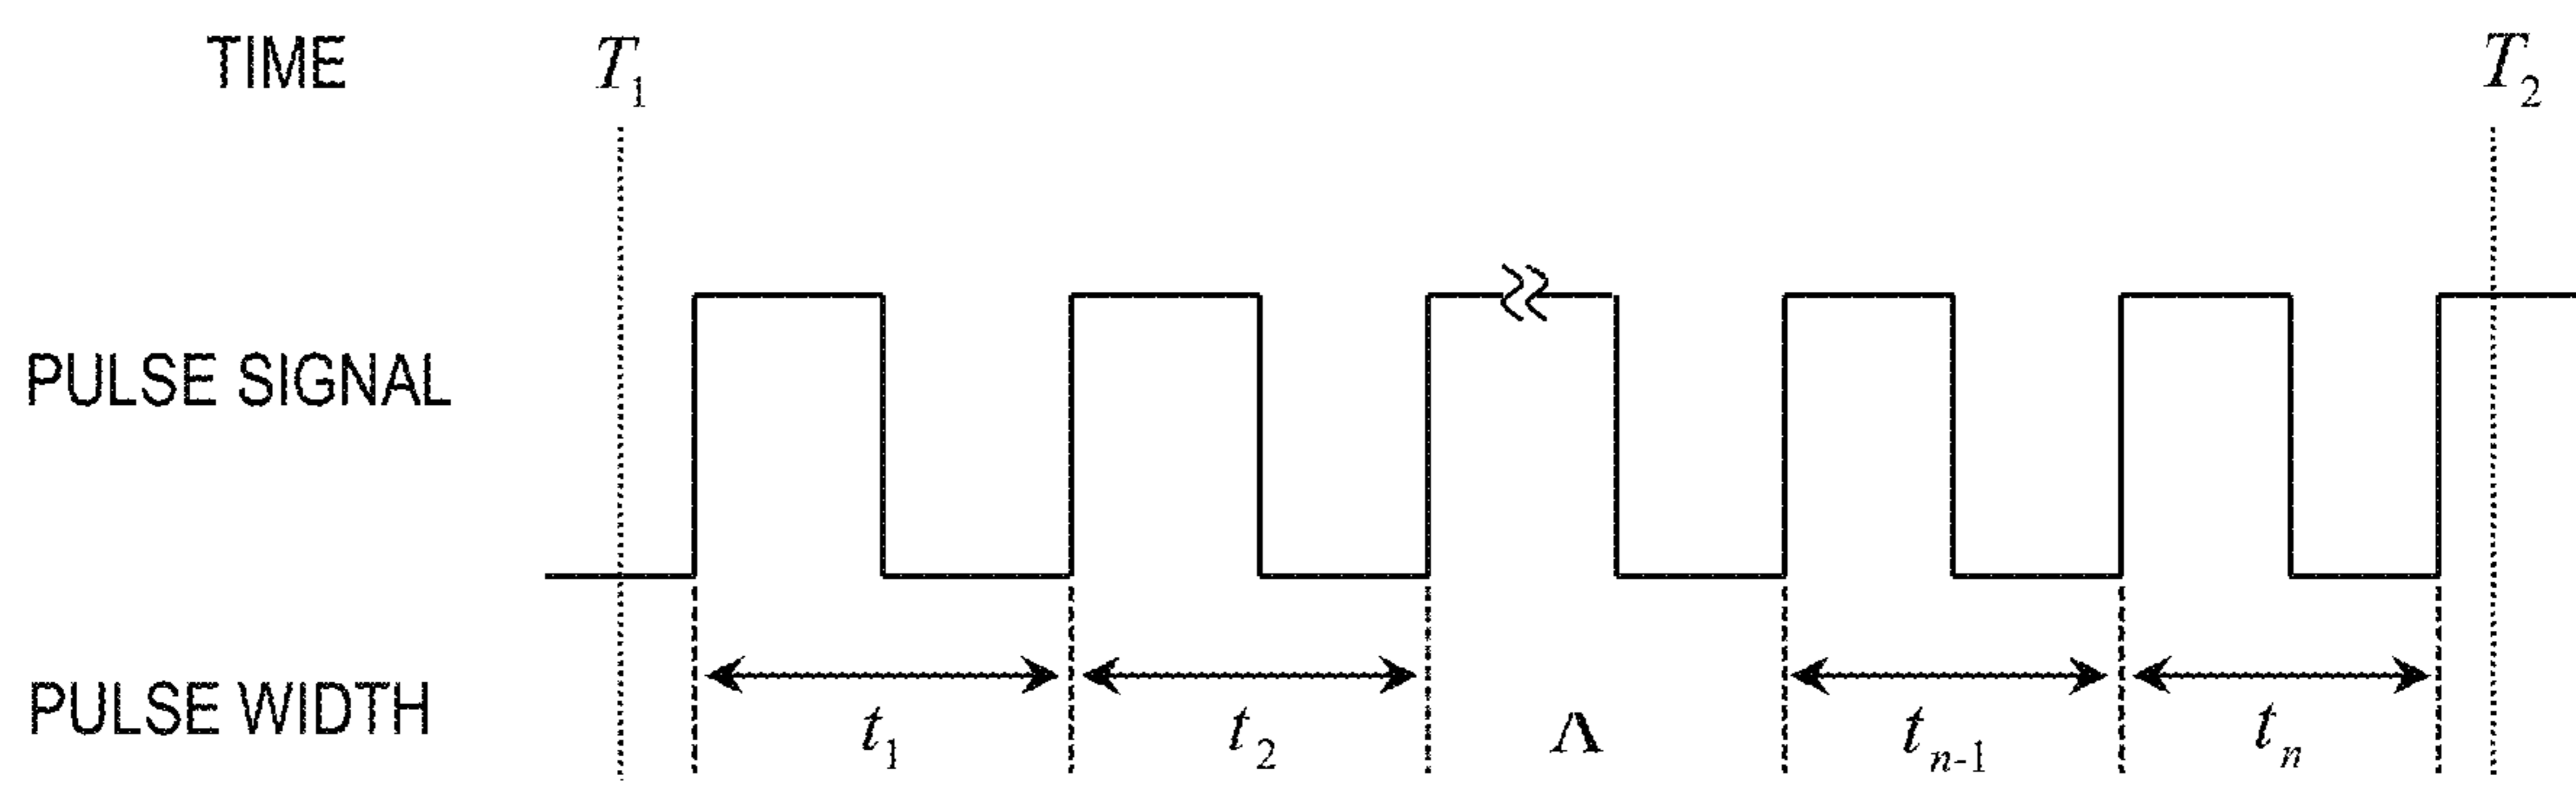 TIME T₁ T₂
PULSE SIGNAL
PULSE WIDTH t₁ t₂ Λ tₙ₋₁ tₙ